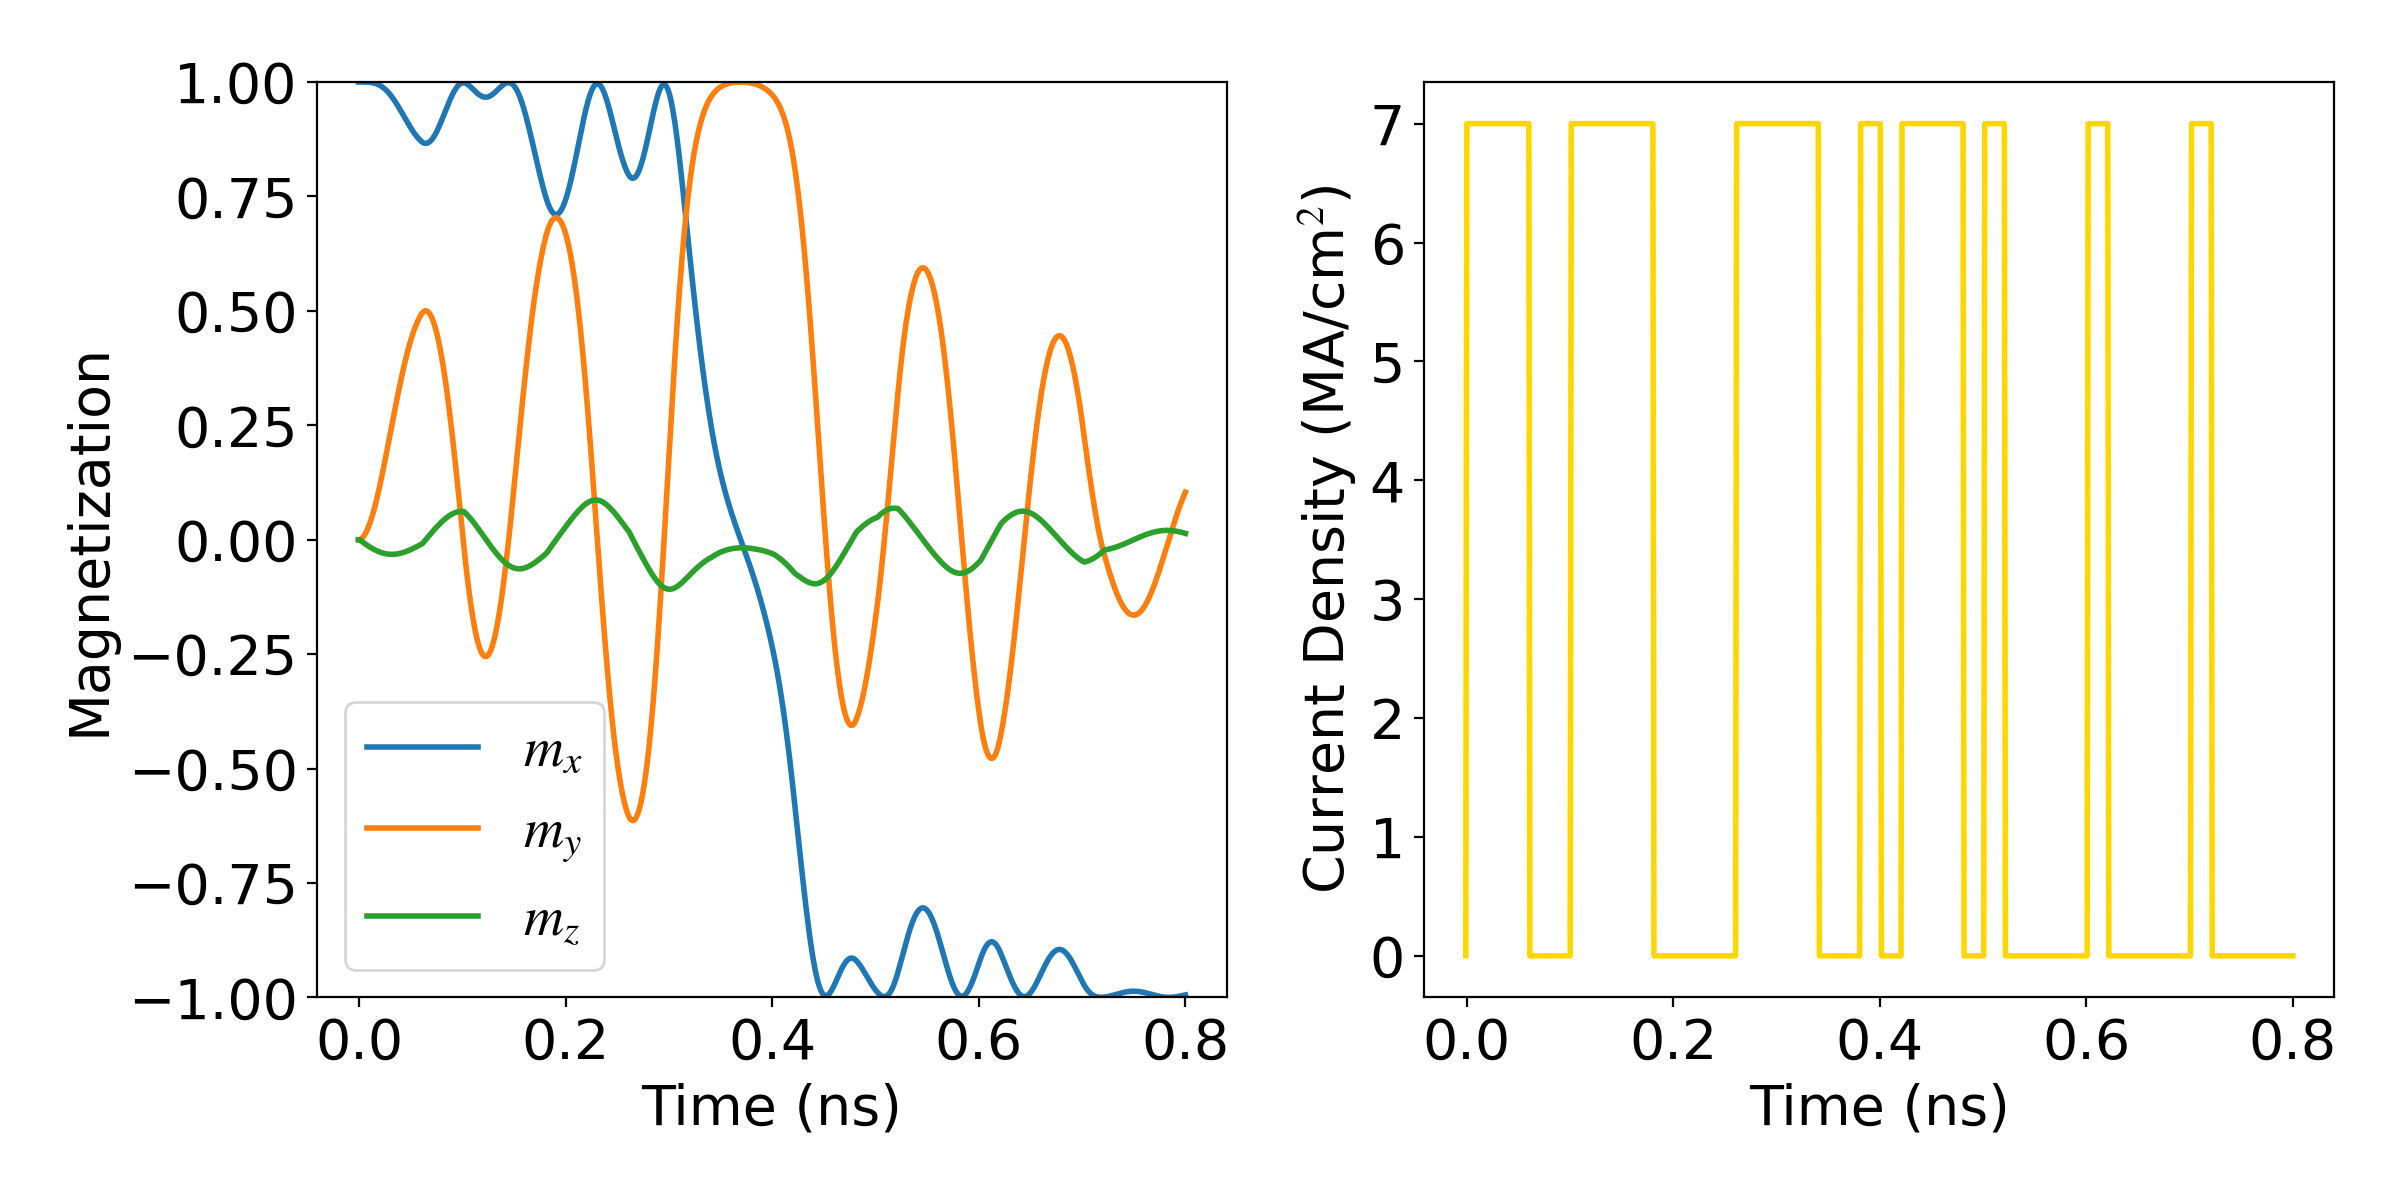 Magnetization
1.00
0.75
0.50
0.25
0.00
−0.25
−0.50
−0.75
−1.00
m_x
m_y
m_z
0.0 0.2 0.4 0.6 0.8
Time (ns)
Current Density (MA/cm²)
7
6
5
4
3
2
1
0
0.0 0.2 0.4 0.6 0.8
Time (ns)